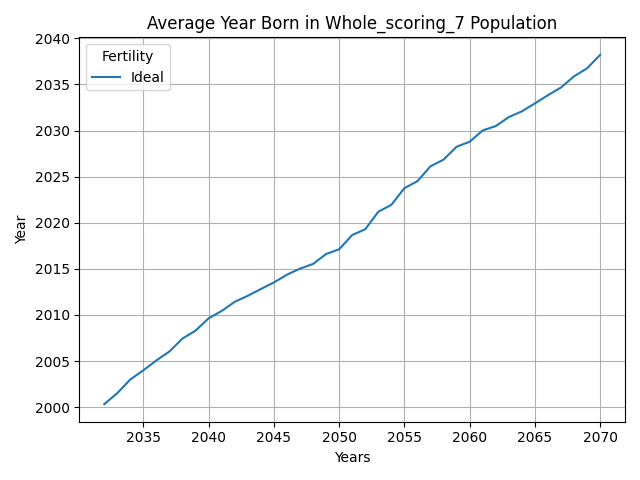 Average Year Born in Whole_scoring_7 Population
Fertility
Ideal
Year
2040
2035
2030
2025
2020
2015
2010
2005
2000
2035 2040 2045 2050 2055 2060 2065 2070
Years